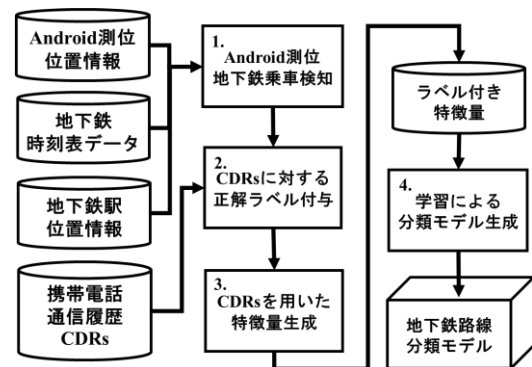 Android測位
位置情報
地下鉄
時刻表データ
地下鉄駅
位置情報
携帯電話
通信履歴
CDRs
1.
Android測位
地下鉄乗車検知
2.
CDRsに対する
正解ラベル付与
3.
CDRsを用いた
特徴量生成
ラベル付き
特徴量
4.
学習による
分類モデル生成
地下鉄路線
分類モデル